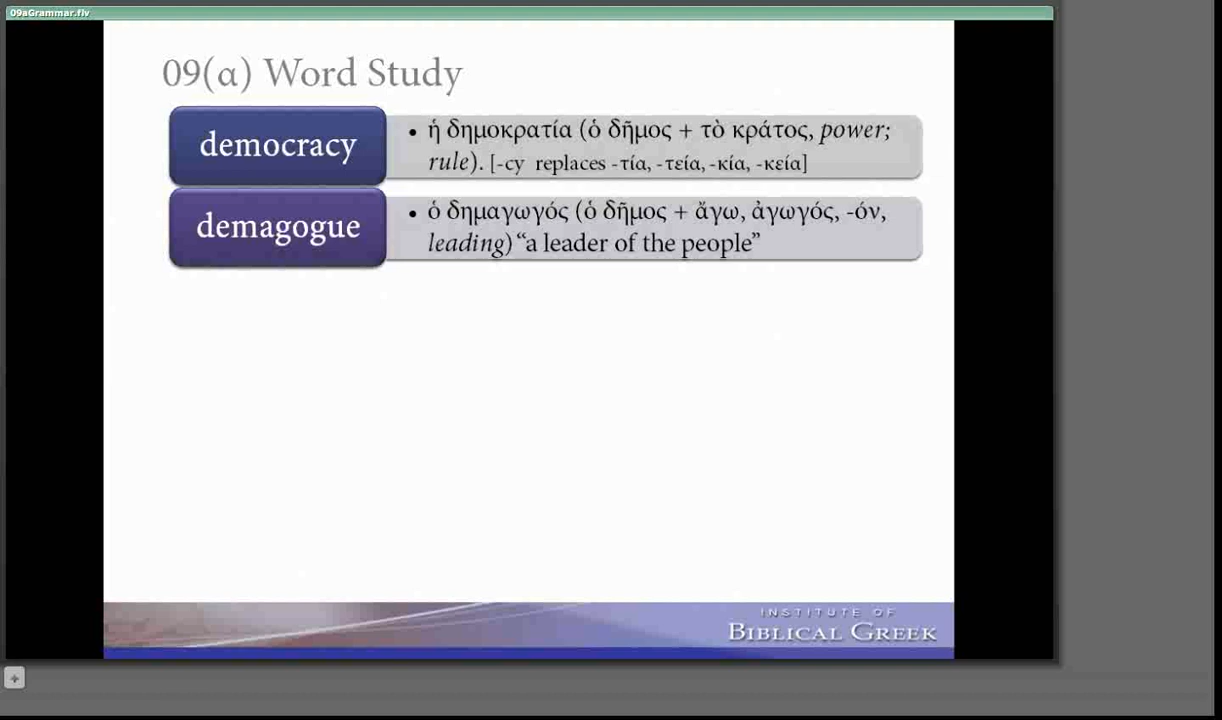 09aGrammar.flv
09(α) Word Study
democracy
• ἡ δημοκρατία (ὁ δῆμος + τὸ κράτος, power;
rule). [-cy replaces -τία, -τεία, -κία, -κεία]
demagogue
• ὁ δημαγωγός (ὁ δῆμος + ἄγω, ἀγωγός, -όν,
leading) “a leader of the people”
INSTITUTE OF
BIBLICAL GREEK